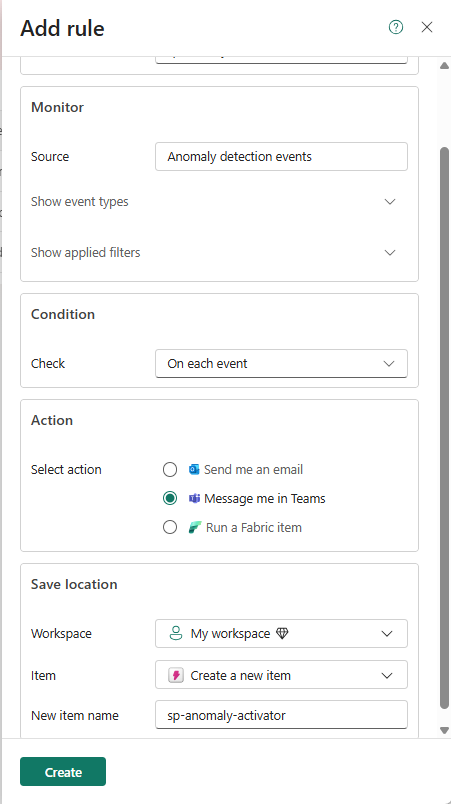 Add rule
Monitor
Source
Anomaly detection events
Show event types
Show applied filters
Condition
Check
On each event
Action
Select action
Send me an email
Message me in Teams
Run a Fabric item
Save location
Workspace
My workspace
Item
Create a new item
New item name
sp-anomaly-activator
Create